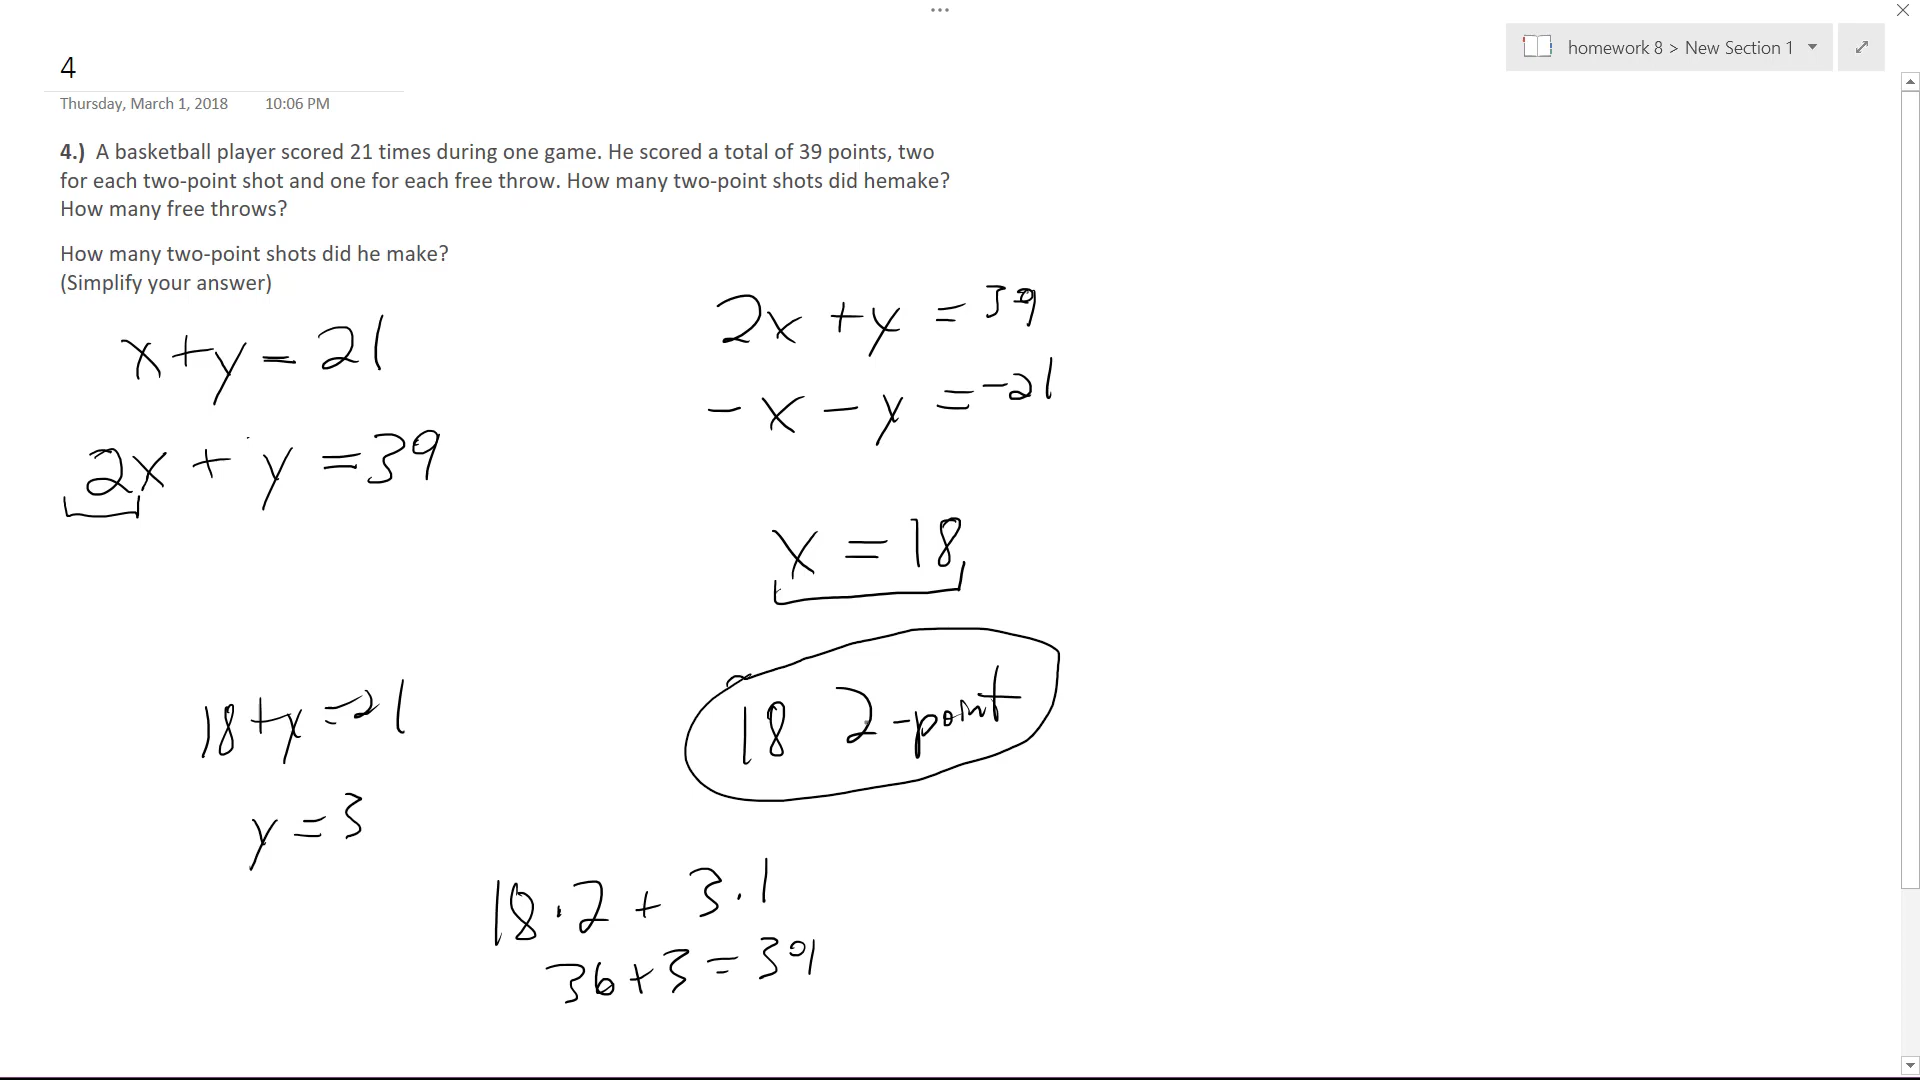 homework 8 > New Section 1
4
Thursday, March 1, 2018 10:06 PM
4.) A basketball player scored 21 times during one game. He scored a total of 39 points, two
for each two-point shot and one for each free throw. How many two-point shots did hemake?
How many free throws?
How many two-point shots did he make?
(Simplify your answer)
x+y=21
2x+y=39
2x+y=39
-x-y=-21
x=18
18 2-point
18+y=21
y=3
18·2+3·1
36+3=39